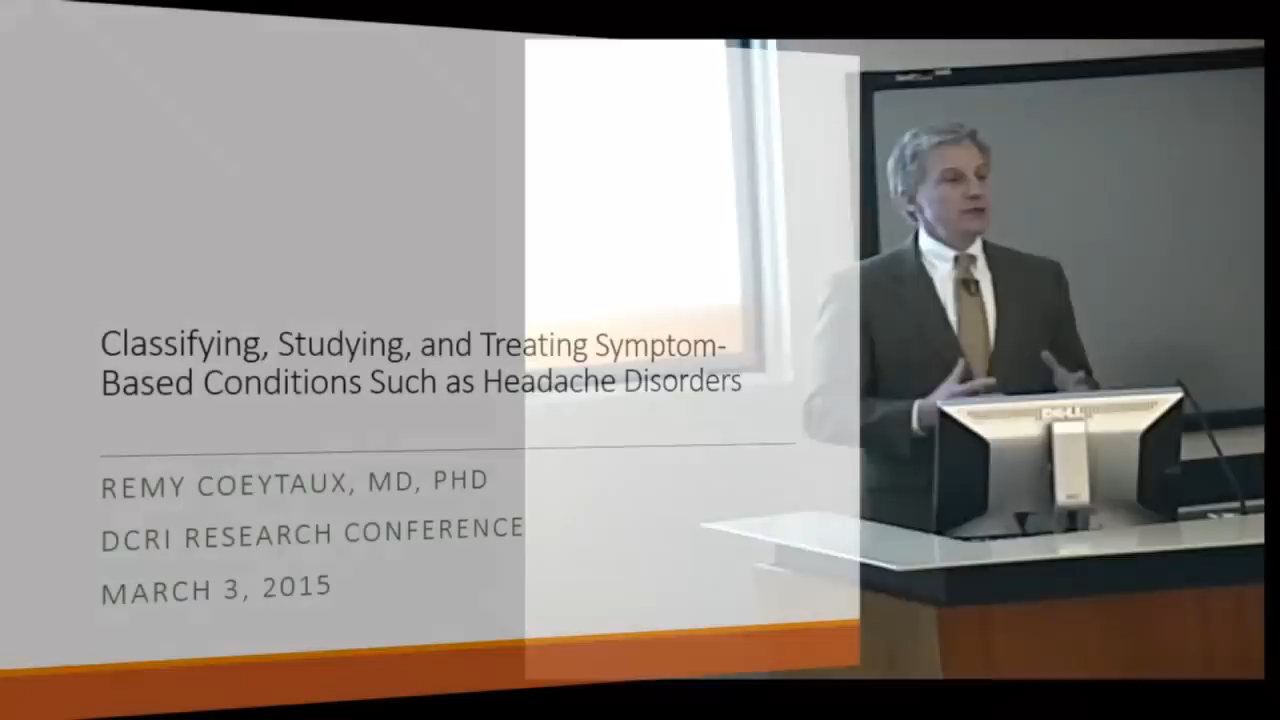 Classifying, Studying, and Treating Symptom-
Based Conditions Such as Headache Disorders
REMY COEYTAUX, MD, PHD
DCRI RESEARCH CONFERENCE
MARCH 3, 2015
DELL